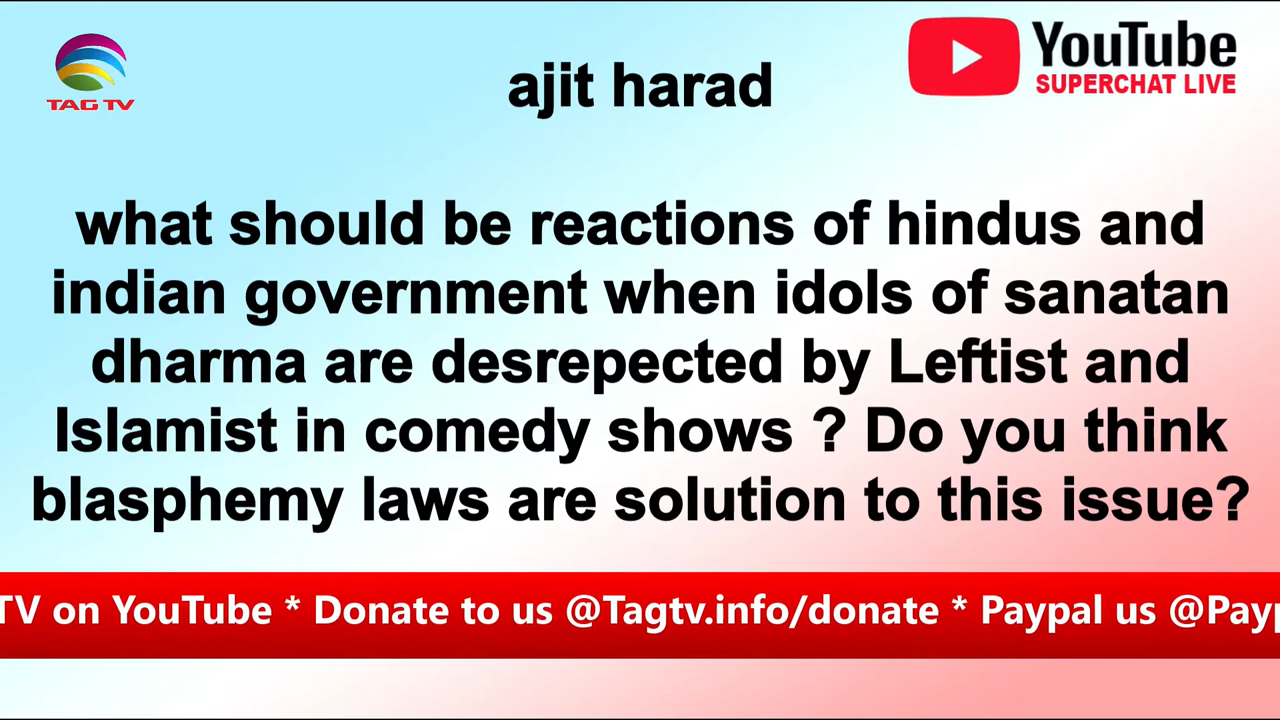 TAG TV
ajit harad
YouTube
SUPERCHAT LIVE
what should be reactions of hindus and
indian government when idols of sanatan
dharma are desrepected by Leftist and
Islamist in comedy shows ? Do you think
blasphemy laws are solution to this issue?
TV on YouTube * Donate to us @Tagtv.info/donate * Paypal us @Payp